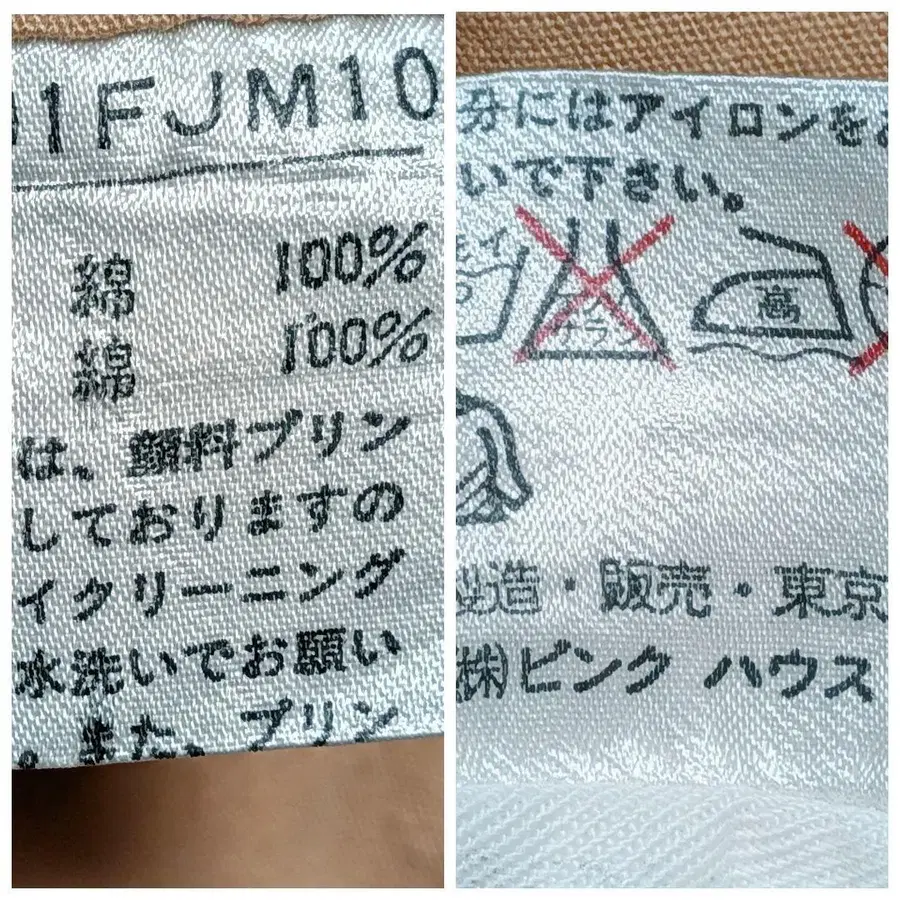 1FJM10
綿 100%
綿 100%
は、顔料プリン
しておりますの
イクリーニング
水洗いでお願い
。また、プリン
分にはアイロンを
いで下さい。
高
製造・販売・東京
㈱ピンク ハウス